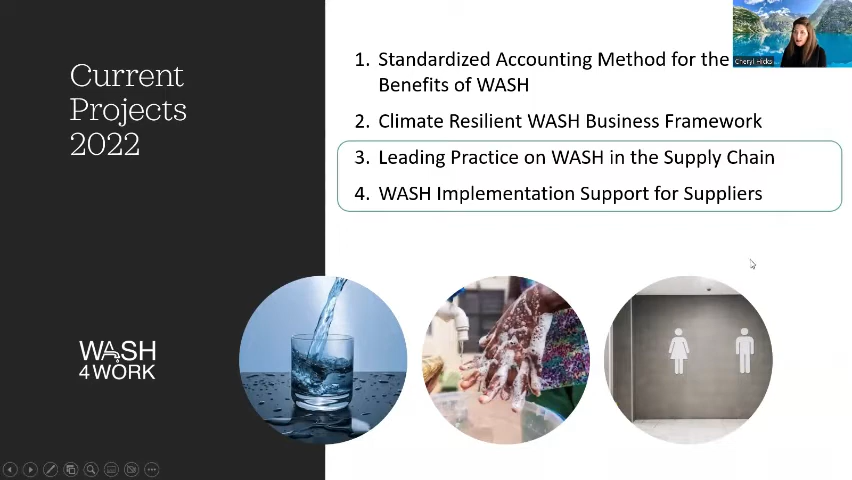 Current
Projects
2022
1. Standardized Accounting Method for the
Benefits of WASH
2. Climate Resilient WASH Business Framework
3. Leading Practice on WASH in the Supply Chain
4. WASH Implementation Support for Suppliers
Cheryl Hicks
WASH
4WORK